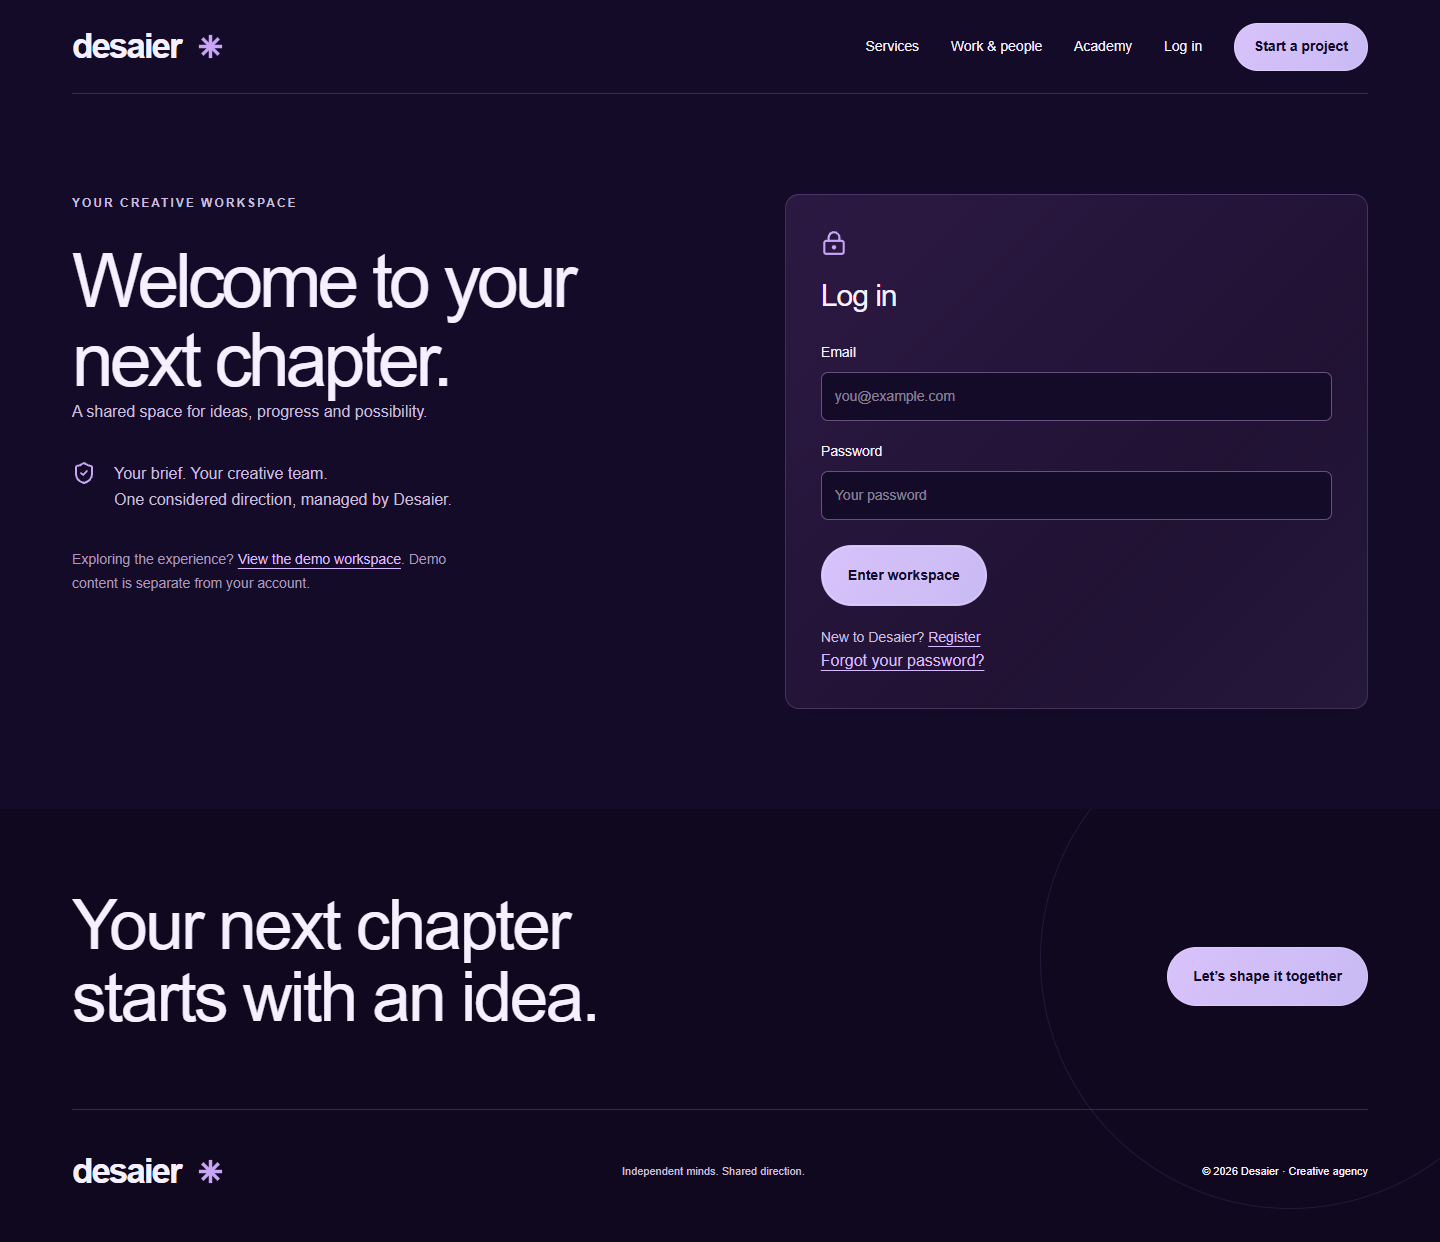 desaier
Services Work & people Academy Log in Start a project
YOUR CREATIVE WORKSPACE
Welcome to your
next chapter.
A shared space for ideas, progress and possibility.
Your brief. Your creative team.
One considered direction, managed by Desaier.
Exploring the experience? View the demo workspace. Demo
content is separate from your account.
Log in
Email
you@example.com
Password
Your password
Enter workspace
New to Desaier? Register
Forgot your password?
Your next chapter
starts with an idea.
Let’s shape it together
desaier
Independent minds. Shared direction.
© 2026 Desaier · Creative agency